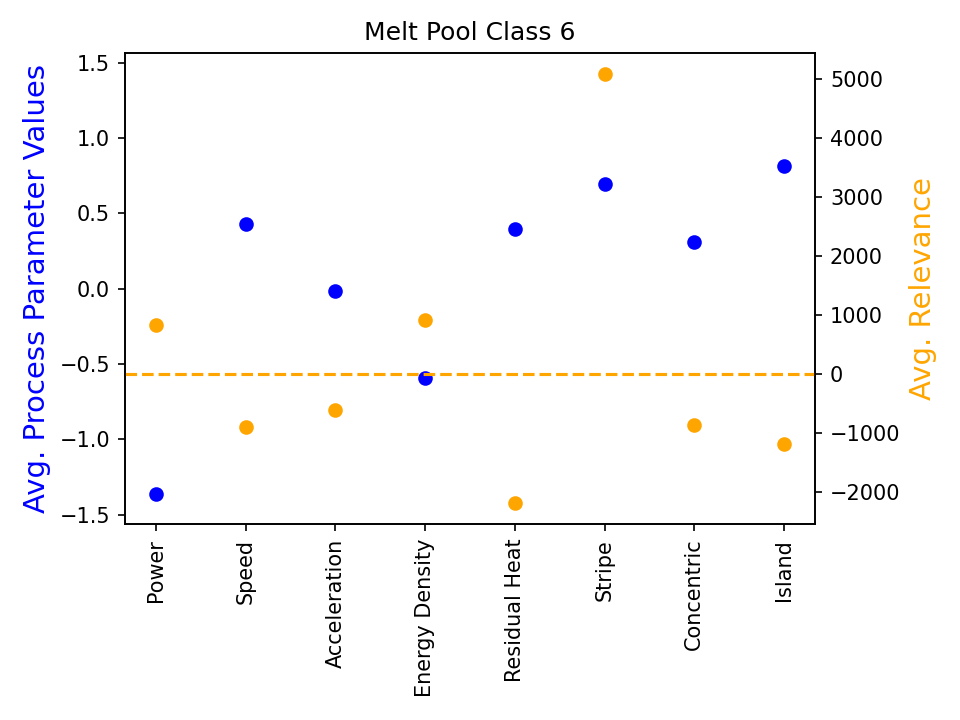 Melt Pool Class 6
Avg. Process Parameter Values
1.5
1.0
0.5
0.0
−0.5
−1.0
−1.5
5000
4000
3000
2000
1000
0
−1000
−2000
Avg. Relevance
Power
Speed
Acceleration
Energy Density
Residual Heat
Stripe
Concentric
Island